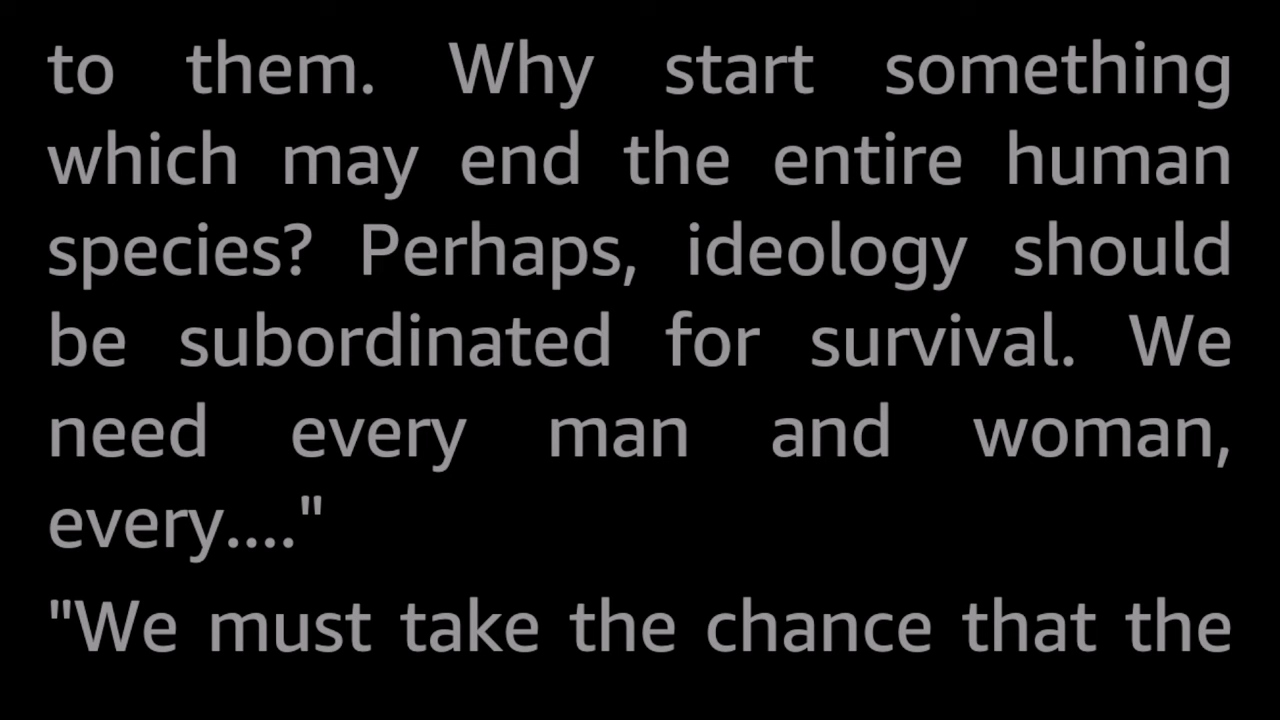 to them. Why start something
which may end the entire human
species? Perhaps, ideology should
be subordinated for survival. We
need every man and woman,
every...."
"We must take the chance that the